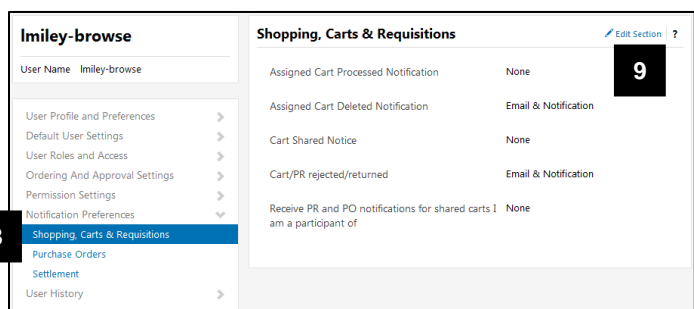 lmiley-browse
User Name lmiley-browse
User Profile and Preferences
Default User Settings
User Roles and Access
Ordering And Approval Settings
Permission Settings
Notification Preferences
Shopping, Carts & Requisitions
Purchase Orders
Settlement
User History
Shopping, Carts & Requisitions
Edit Section ?
9
Assigned Cart Processed Notification None
Assigned Cart Deleted Notification Email & Notification
Cart Shared Notice None
Cart/PR rejected/returned Email & Notification
Receive PR and PO notifications for shared carts I None
am a participant of